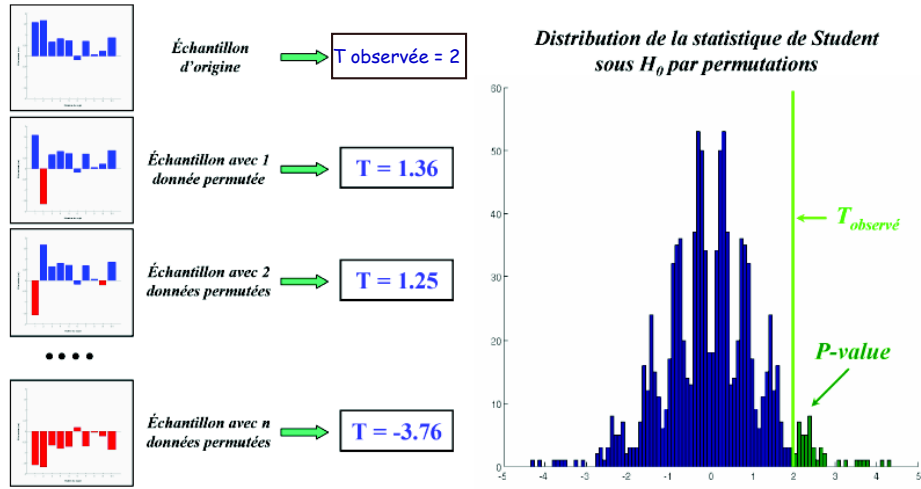 Échantillon
d'origine
T observée = 2
Échantillon avec 1
donnée permutée
T = 1.36
Échantillon avec 2
données permutées
T = 1.25
Échantillon avec n
données permutées
T = -3.76
Distribution de la statistique de Student
sous H0 par permutations
60
50
40
30
20
10
0
-5
-4
-3
-2
-1
0
1
2
3
4
5
Tobservé
P-value